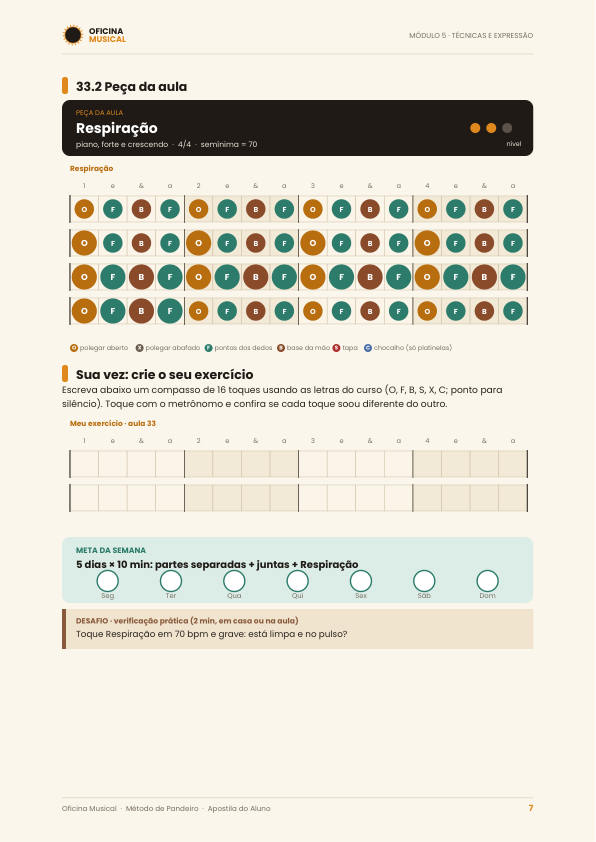 OFICINA
MUSICAL
MÓDULO 5 · TÉCNICAS E EXPRESSÃO
33.2 Peça da aula
PEÇA DA AULA
Respiração
piano, forte e crescendo · 4/4 · semínima = 70
nível
Respiração
1 e & a 2 e & a 3 e & a 4 e & a
O F B F O F B F O F B F O F B F
O F B F O F B F O F B F O F B F
O F B F O F B F O F B F O F B F
O F B F O F B F O F B F O F B F
O polegar aberto X polegar abafado F pontas dos dedos B base da mão S tapa C chocalho (só platinelas)
Sua vez: crie o seu exercício
Escreva abaixo um compasso de 16 toques usando as letras do curso (O, F, B, S, X, C; ponto para
silêncio). Toque com o metrônomo e confira se cada toque soou diferente do outro.
Meu exercício · aula 33
1 e & a 2 e & a 3 e & a 4 e & a
META DA SEMANA
5 dias × 10 min: partes separadas + juntas + Respiração
Seg Ter Qua Qui Sex Sáb Dom
DESAFIO · verificação prática (2 min, em casa ou na aula)
Toque Respiração em 70 bpm e grave: está limpa e no pulso?
Oficina Musical · Método de Pandeiro · Apostila do Aluno
7